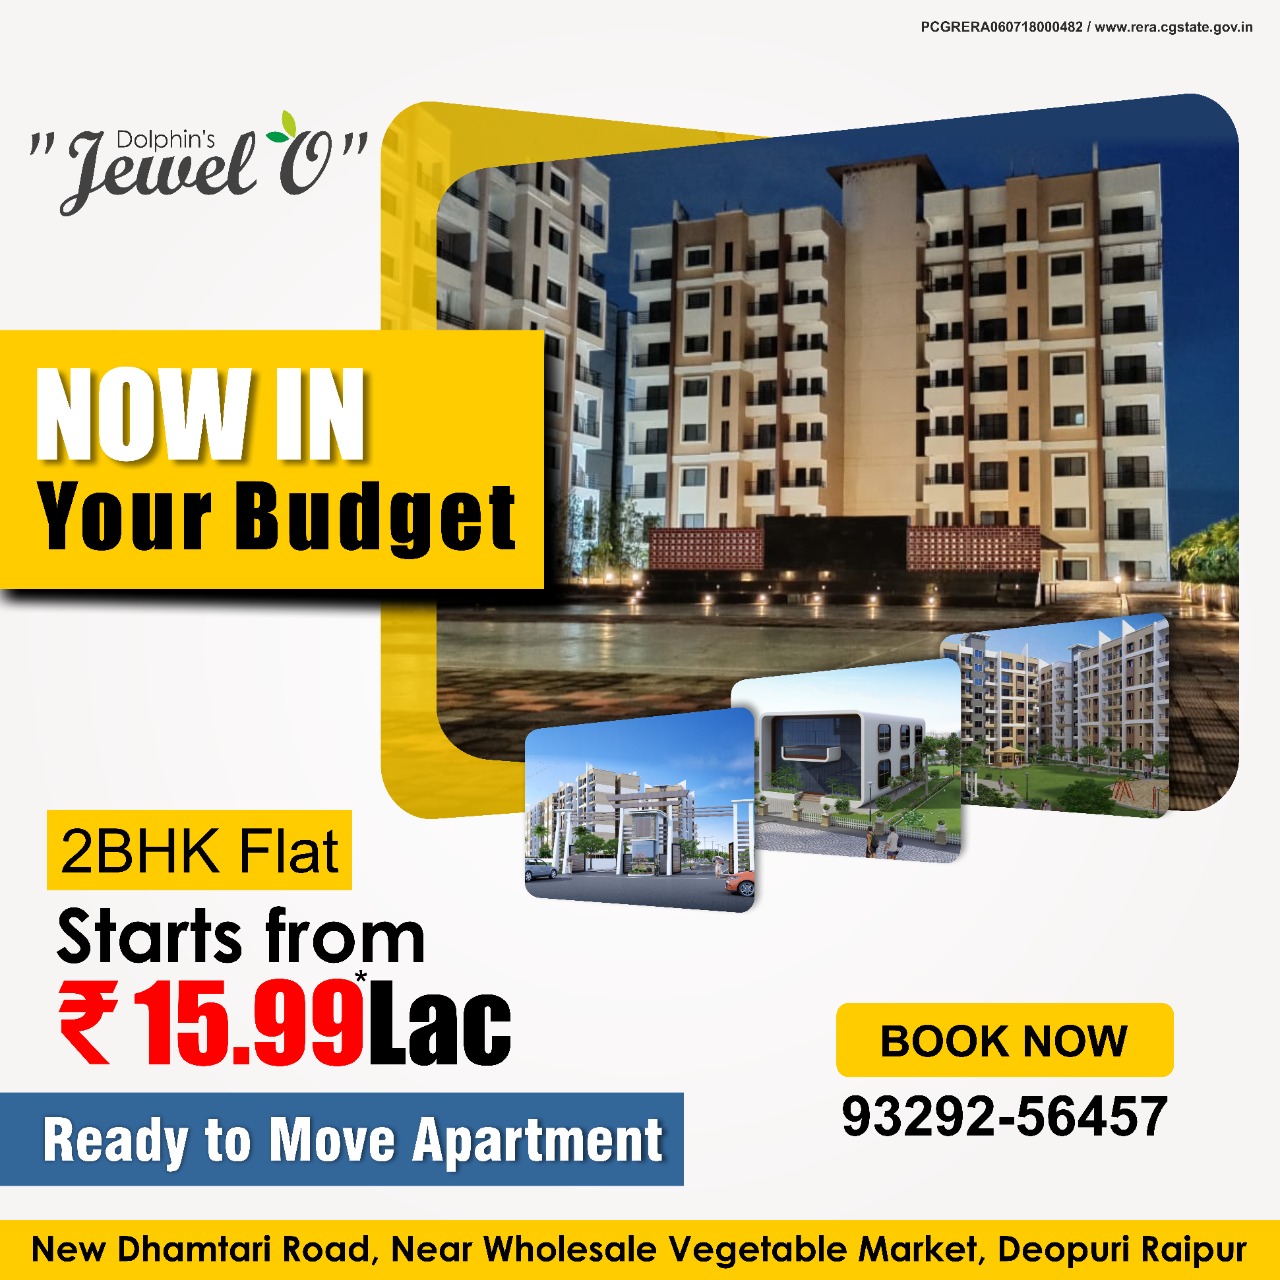 PCGRERA060718000482 / www.rera.cgstate.gov.in
Dolphin's
"Jewel O"
NOW IN
Your Budget
2BHK Flat
Starts from
₹ 15.99*Lac
Ready to Move Apartment
BOOK NOW
93292-56457
New Dhamtari Road, Near Wholesale Vegetable Market, Deopuri Raipur